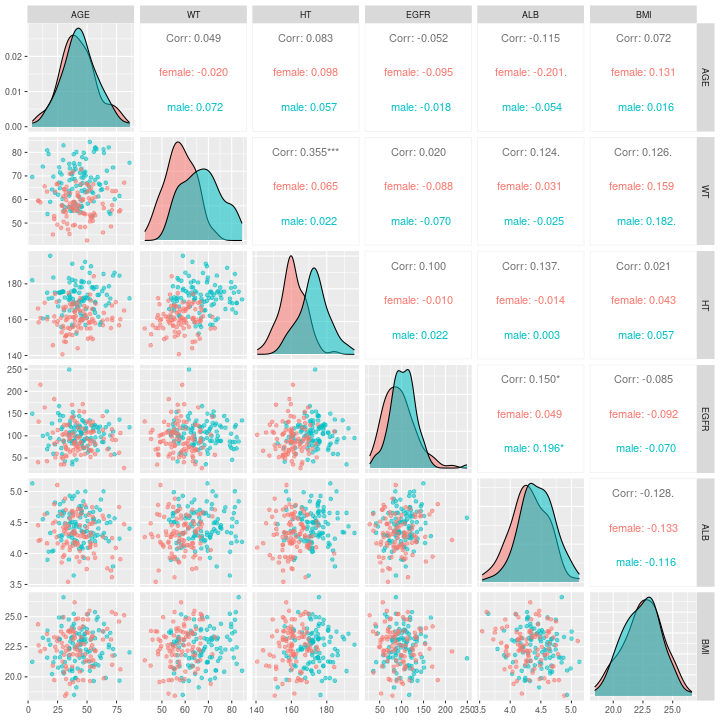 AGE WT HT EGFR ALB BMI
Corr: 0.049 Corr: 0.083 Corr: -0.052 Corr: -0.115 Corr: 0.072
0.02
female: -0.020 female: 0.098 female: -0.095 female: -0.201. female: 0.131
AGE
0.01
male: 0.072 male: 0.057 male: -0.018 male: -0.054 male: 0.016
0.00
80
Corr: 0.355*** Corr: 0.020 Corr: 0.124. Corr: 0.126.
70
female: 0.065 female: -0.088 female: 0.031 female: 0.159
WT
60
50
male: 0.022 male: -0.070 male: -0.025 male: 0.182.
Corr: 0.100 Corr: 0.137. Corr: 0.021
180
female: -0.010 female: -0.014 female: 0.043
HT
160
male: 0.022 male: 0.003 male: 0.057
140
250
Corr: 0.150* Corr: -0.085
200
150
female: 0.049 female: -0.092
EGFR
100
male: 0.196* male: -0.070
50
5.0
Corr: -0.128.
4.5
female: -0.133
ALB
4.0
male: -0.116
3.5
25.0
22.5
BMI
20.0
0 25 50 75 50 60 70 80 140 160 180 50 100 150 200 250 3.5 4.0 4.5 5.0 20.0 22.5 25.0